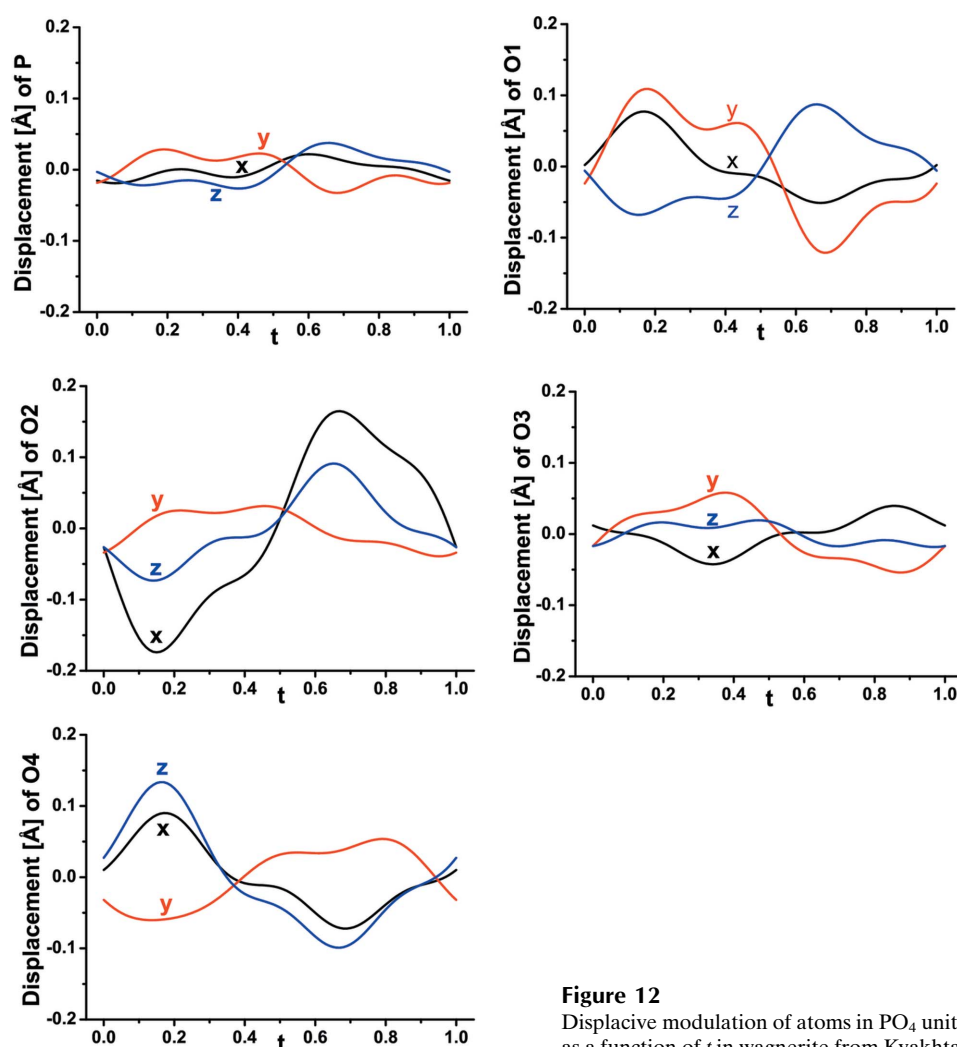 Displacement [Å] of P
0.2
0.1
0.0
-0.1
-0.2
y
x
z
0.0 0.2 0.4 0.6 0.8 1.0
t
Displacement [Å] of O1
0.2
0.1
0.0
-0.1
-0.2
y
x
z
0.0 0.2 0.4 0.6 0.8 1.0
t
Displacement [Å] of O2
0.2
0.1
0.0
-0.1
-0.2
y
z
x
0.0 0.2 0.4 0.6 0.8 1.0
t
Displacement [Å] of O3
0.2
0.1
0.0
-0.1
-0.2
y
z
x
0.0 0.2 0.4 0.6 0.8 1.0
t
Displacement [Å] of O4
0.2
0.1
0.0
-0.1
-0.2
z
x
y
0.0 0.2 0.4 0.6 0.8 1.0
t
Figure 12
Displacive modulation of atoms in PO₄ unit
as a function of t in wagnerite from Kyakhta